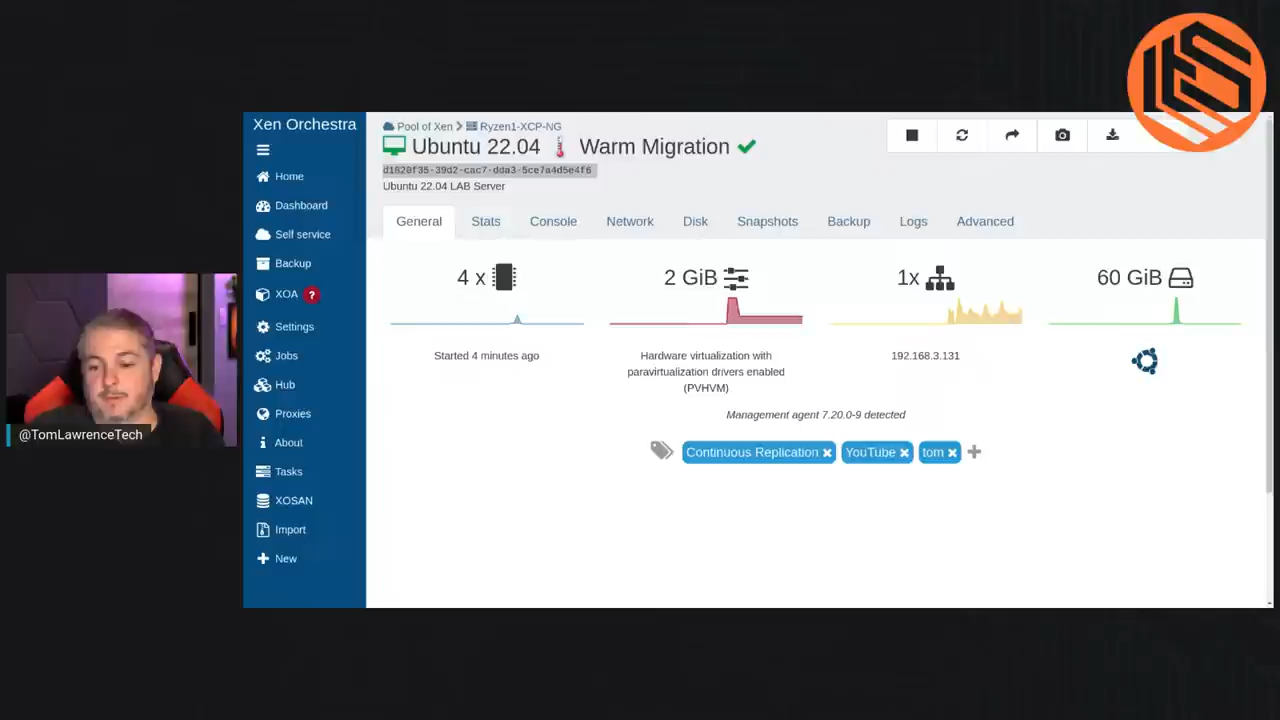 Xen Orchestra
Home
Dashboard
Self service
Backup
XOA ?
Settings
Jobs
Hub
Proxies
About
Tasks
XOSAN
Import
New
Pool of Xen Ryzen1-XCP-NG
Ubuntu 22.04 Warm Migration
d1820f35-39d2-cac7-dda3-5ce7a4d5e4f6
Ubuntu 22.04 LAB Server
General Stats Console Network Disk Snapshots Backup Logs Advanced
4 x 2 GiB 1x 60 GiB
Started 4 minutes ago
Hardware virtualization with
paravirtualization drivers enabled
(PVHVM)
192.168.3.131
Management agent 7.20.0-9 detected
Continuous Replication YouTube tom
@TomLawrenceTech